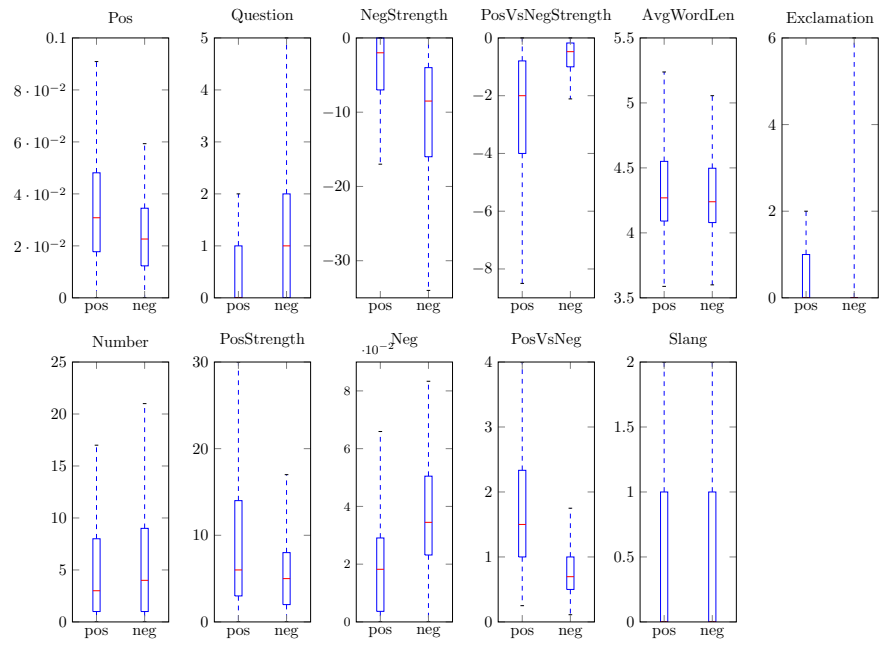 Pos
0.1
8 · 10⁻²
6 · 10⁻²
4 · 10⁻²
2 · 10⁻²
0
pos neg
Question
5
4
3
2
1
0
pos neg
NegStrength
0
−10
−20
−30
pos neg
PosVsNegStrength
0
−2
−4
−6
−8
pos neg
AvgWordLen
5.5
5
4.5
4
3.5
pos neg
Exclamation
6
4
2
0
pos neg
Number
25
20
15
10
5
0
pos neg
PosStrength
30
20
10
0
pos neg
Neg
·10⁻²
8
6
4
2
0
pos neg
PosVsNeg
4
3
2
1
0
pos neg
Slang
2
1.5
1
0.5
0
pos neg